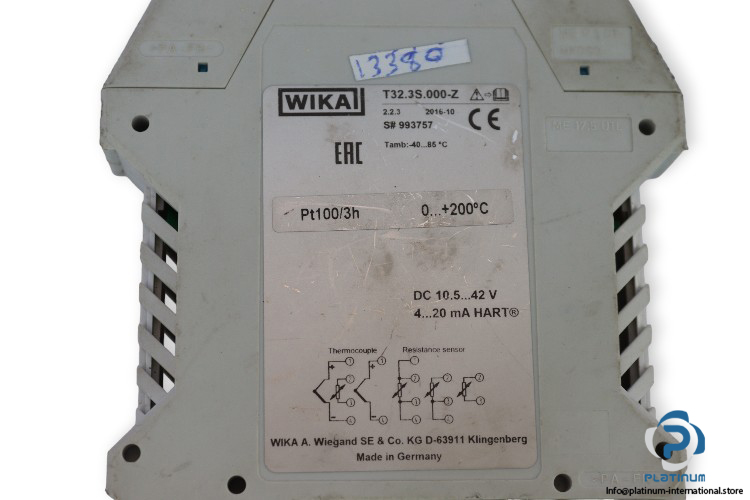 13380
WIKA
T32.3S.000-Z
2.2.3 2016-10
S# 993757
CE
EAC
Tamb:-40...85 °C
Pt100/3h 0...+200°C
DC 10.5...42 V
4...20 mA HART®
Thermocouple Resistance sensor
WIKA A. Wiegand SE & Co. KG D-63911 Klingenberg
Made in Germany
PLATINUM
Info@platinum-international.store